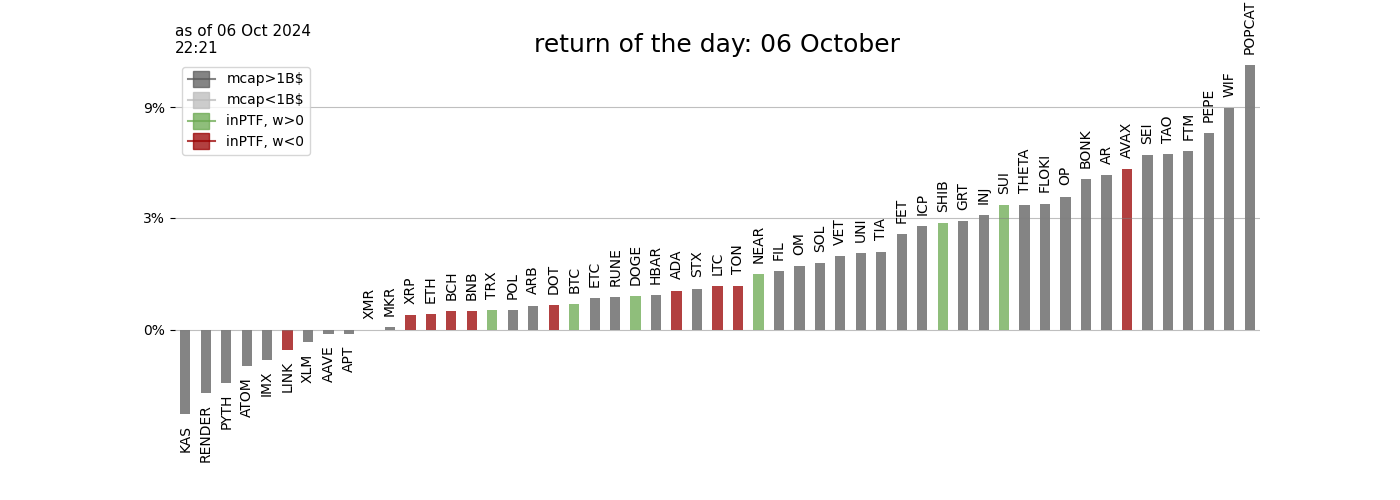 as of 06 Oct 2024
22:21
return of the day: 06 October
mcap>1B$
mcap<1B$
inPTF, w>0
inPTF, w<0
9%
3%
0%
KAS
RENDER
PYTH
ATOM
IMX
LINK
XLM
AAVE
APT
XMR
MKR
XRP
ETH
BCH
BNB
TRX
POL
ARB
DOT
BTC
ETC
RUNE
DOGE
HBAR
ADA
STX
LTC
TON
NEAR
FIL
OM
SOL
VET
UNI
TIA
FET
ICP
SHIB
GRT
INJ
SUI
THETA
FLOKI
OP
BONK
AR
AVAX
SEI
TAO
FTM
PEPE
WIF
POPCAT